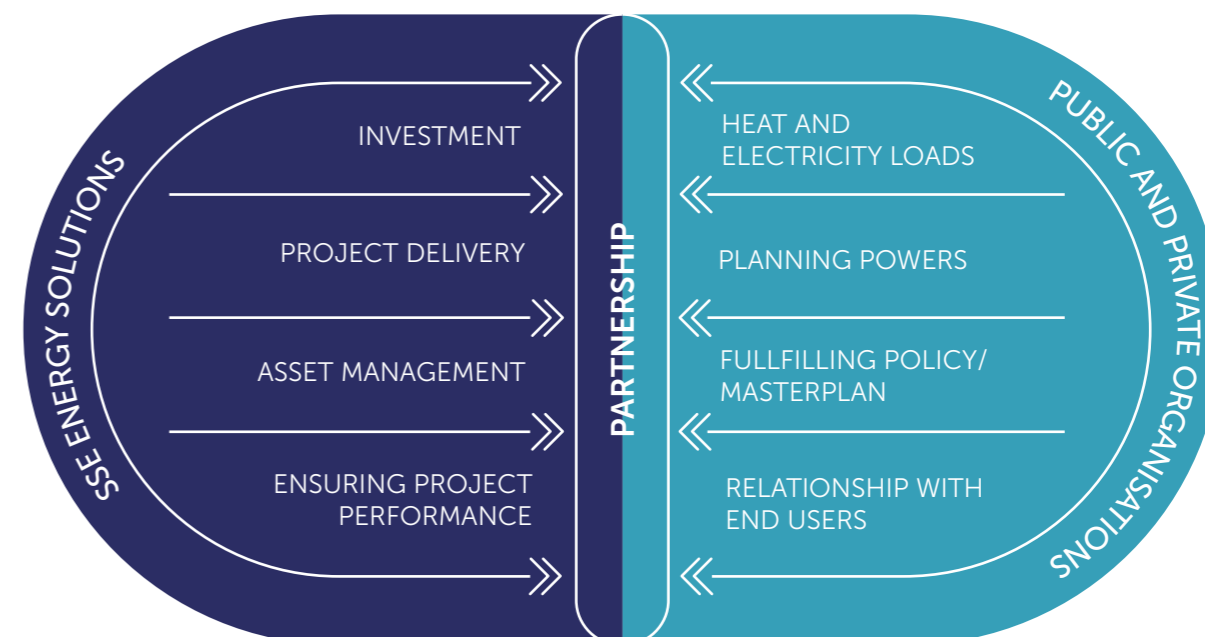 SSE ENERGY SOLUTIONS
INVESTMENT
PROJECT DELIVERY
ASSET MANAGEMENT
ENSURING PROJECT
PERFORMANCE
PARTNERSHIP
HEAT AND
ELECTRICITY LOADS
PLANNING POWERS
FULLFILLING POLICY/
MASTERPLAN
RELATIONSHIP WITH
END USERS
PUBLIC AND PRIVATE ORGANISATIONS